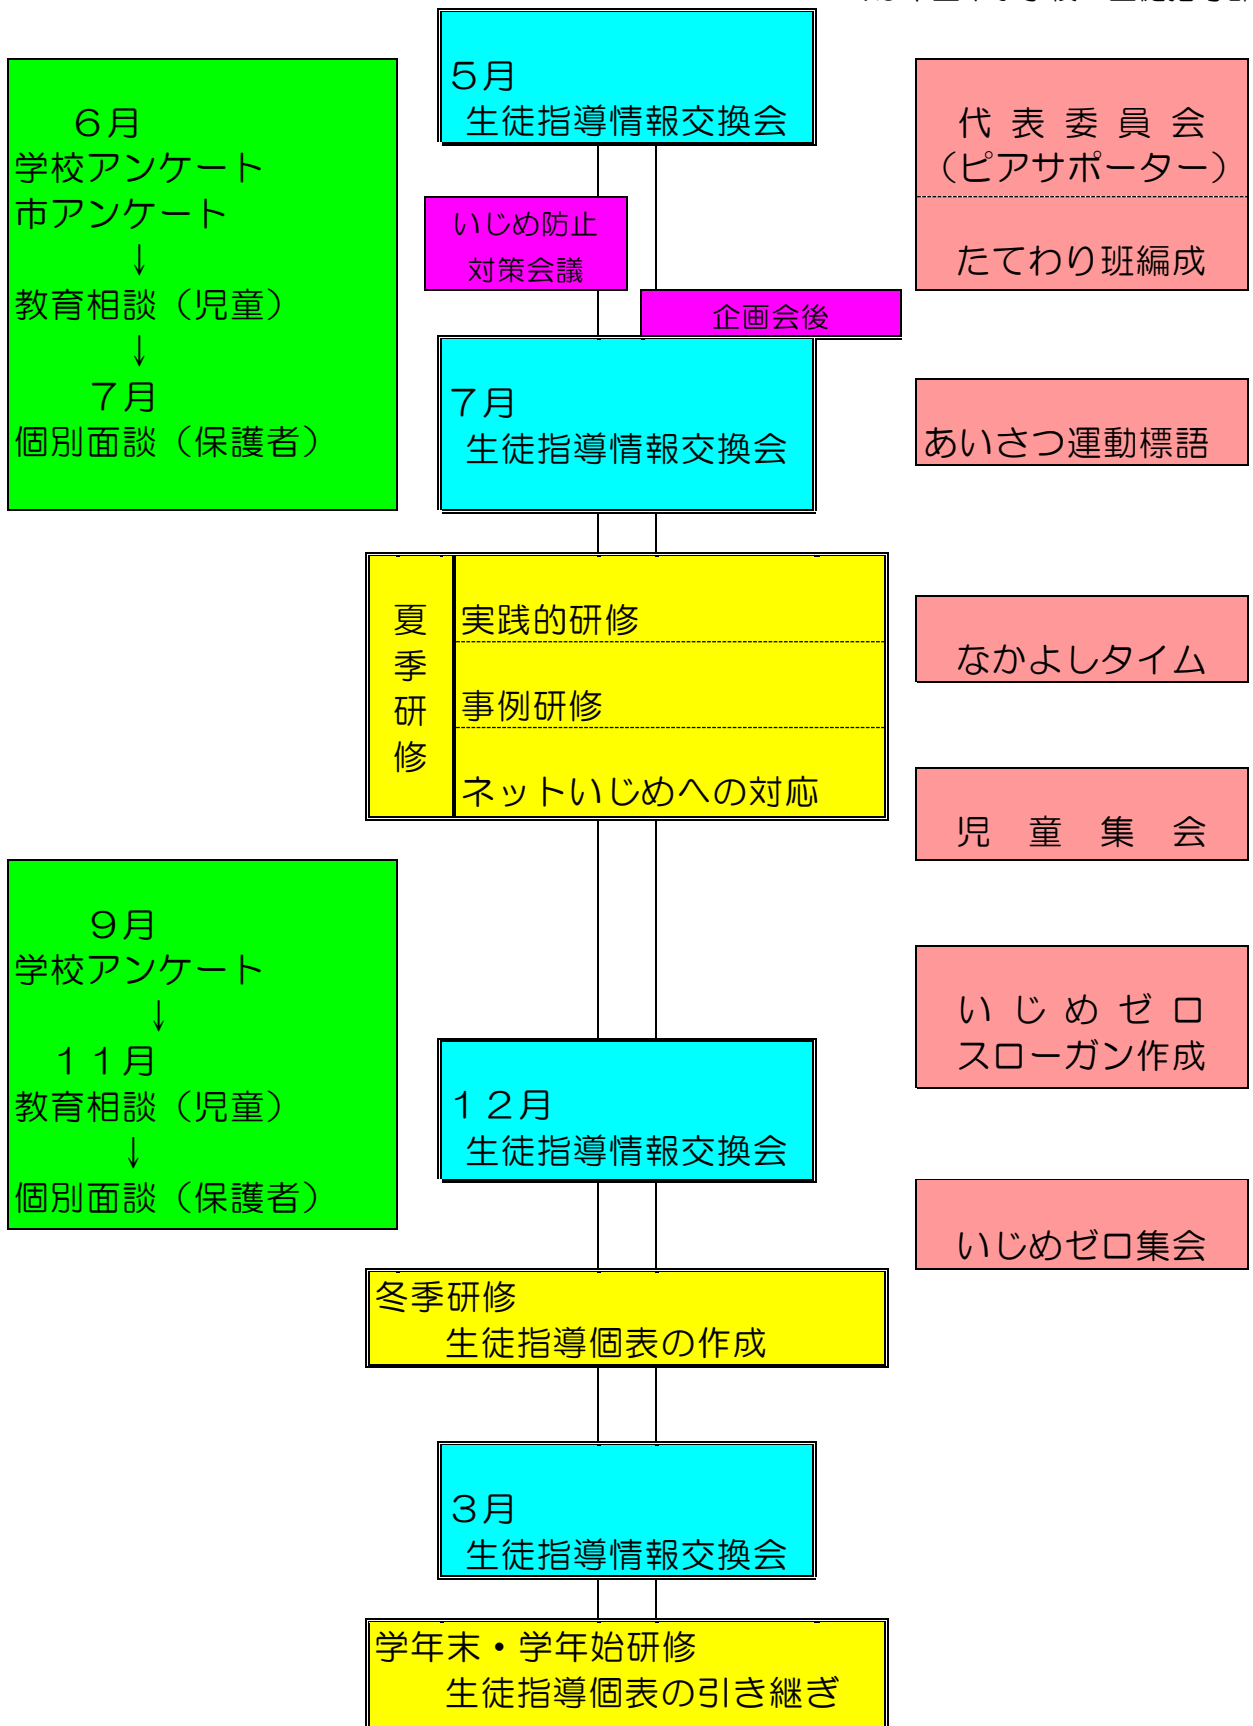 5月
生徒指導情報交換会
6月
学校アンケート
市アンケート
↓
教育相談（児童）
↓
7月
個別面談（保護者）
代表委員会
（ピアサポーター）
たてわり班編成
いじめ防止
対策会議
企画会後
7月
生徒指導情報交換会
あいさつ運動標語
夏季研修
実践的研修
事例研修
ネットいじめへの対応
なかよしタイム
児童集会
9月
学校アンケート
↓
11月
教育相談（児童）
↓
個別面談（保護者）
いじめゼロ
スローガン作成
12月
生徒指導情報交換会
いじめゼロ集会
冬季研修
生徒指導個表の作成
3月
生徒指導情報交換会
学年末・学年始研修
生徒指導個表の引き継ぎ